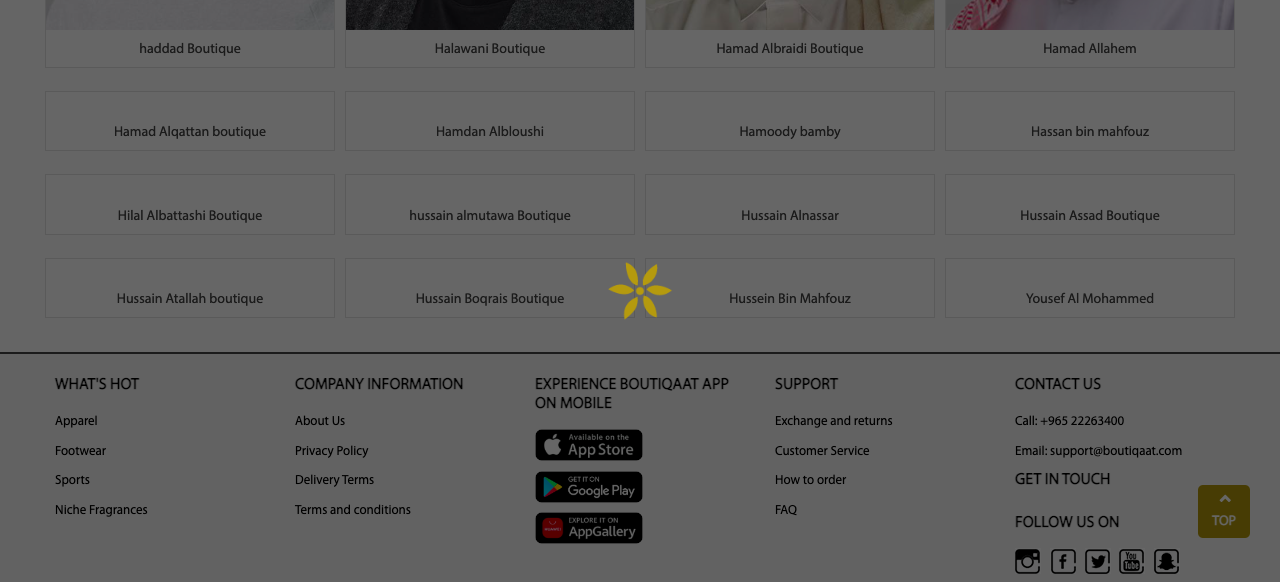 haddad Boutique
Halawani Boutique
Hamad Albraidi Boutique
Hamad Allahem
Hamad Alqattan boutique
Hamdan Albloushi
Hamoody bamby
Hassan bin mahfouz
Hilal Albattashi Boutique
hussain almutawa Boutique
Hussain Alnassar
Hussain Assad Boutique
Hussain Atallah boutique
Hussain Boqrais Boutique
Hussein Bin Mahfouz
Yousef Al Mohammed
WHAT'S HOT
Apparel
Footwear
Sports
Niche Fragrances
COMPANY INFORMATION
About Us
Privacy Policy
Delivery Terms
Terms and conditions
EXPERIENCE BOUTIQAAT APP
ON MOBILE
Available on the
App Store
GET IT ON
Google Play
EXPLORE IT ON
AppGallery
SUPPORT
Exchange and returns
Customer Service
How to order
FAQ
CONTACT US
Call: +965 22263400
Email: support@boutiqaat.com
GET IN TOUCH
FOLLOW US ON
You
Tube
TOP